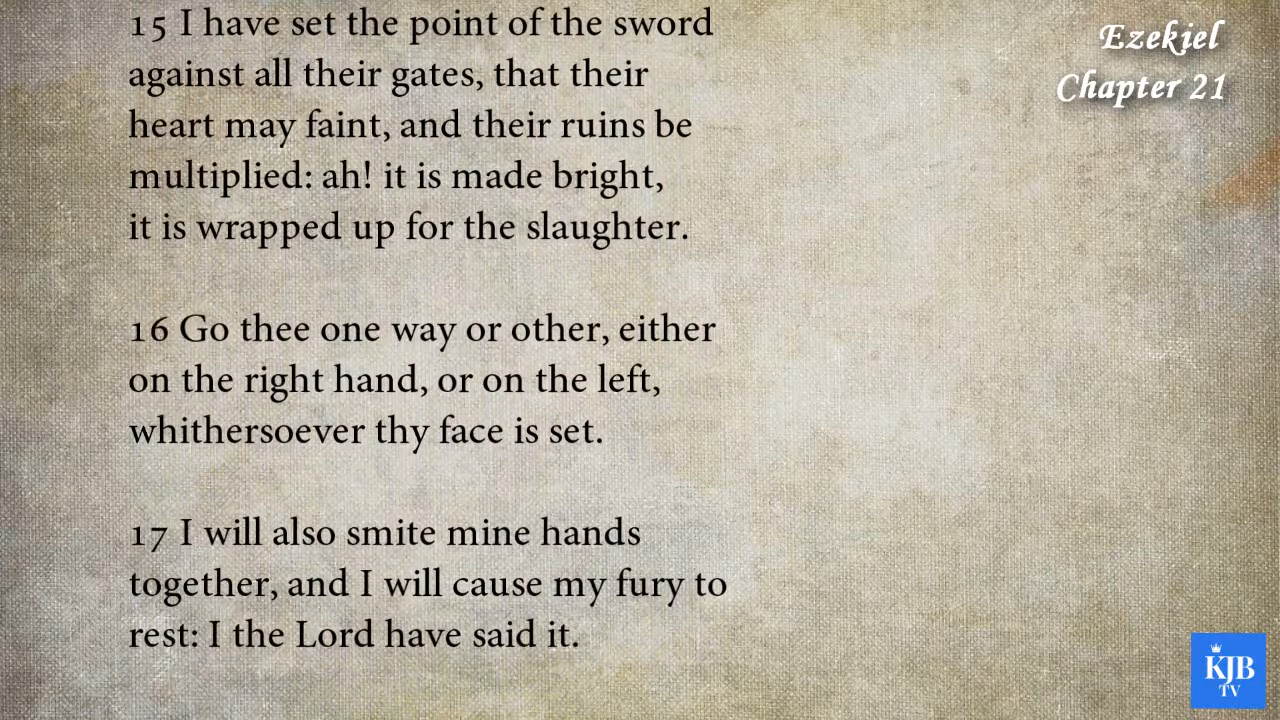 15 I have set the point of the sword
against all their gates, that their
heart may faint, and their ruins be
multiplied: ah! it is made bright,
it is wrapped up for the slaughter.
16 Go thee one way or other, either
on the right hand, or on the left,
whithersoever thy face is set.
17 I will also smite mine hands
together, and I will cause my fury to
rest: I the Lord have said it.
Ezekiel
Chapter 21
KJB
TV